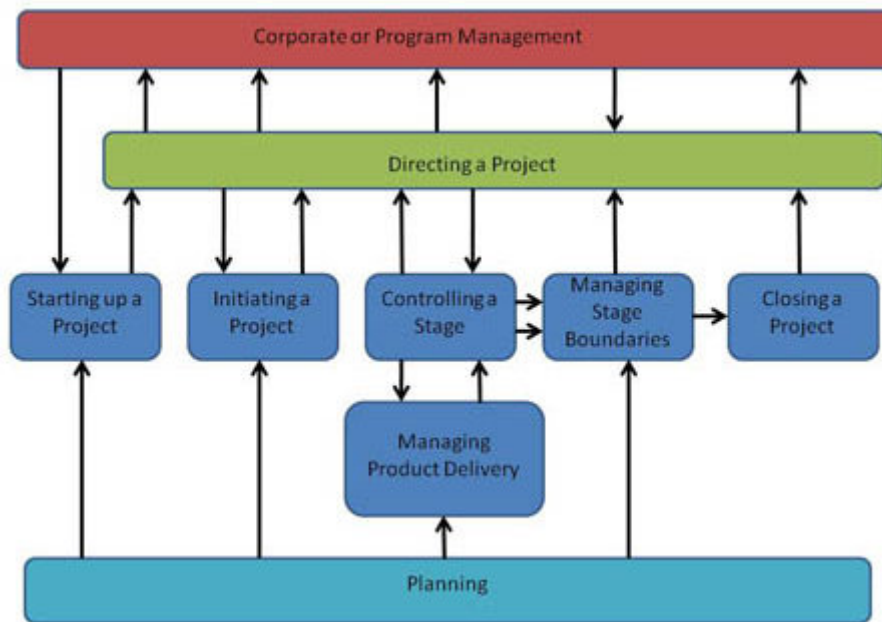 Corporate or Program Management
Directing a Project
Starting up a
Project
Initiating a
Project
Controlling a
Stage
Managing
Stage
Boundaries
Closing a
Project
Managing
Product Delivery
Planning